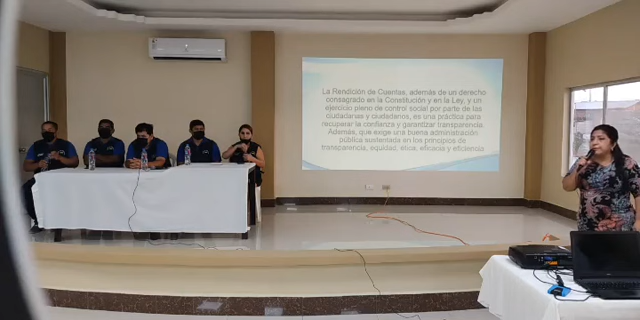 La Rendición de Cuentas, además de un derecho
consagrado en la Constitución y en la Ley, y un
ejercicio pleno de control social por parte de las
ciudadanas y ciudadanos, es una práctica para
recuperar la confianza y garantizar transparencia.
Además, que exige una buena administración
pública sustentada en los principios de
transparencia, equidad, ética, eficacia y eficiencia